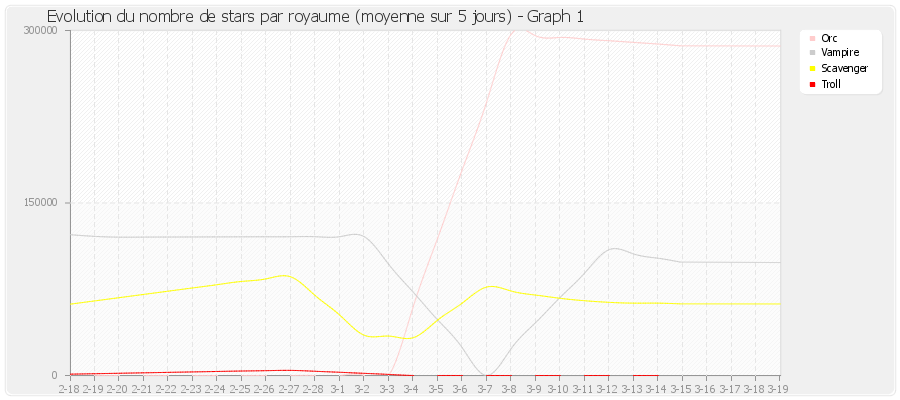 Evolution du nombre de stars par royaume (moyenne sur 5 jours) - Graph 1
300000
150000
0
Orc
Vampire
Scavenger
Troll
2-18 2-19 2-20 2-21 2-22 2-23 2-24 2-25 2-26 2-27 2-28 3-1 3-2 3-3 3-4 3-5 3-6 3-7 3-8 3-9 3-10 3-11 3-12 3-13 3-14 3-15 3-16 3-17 3-18 3-19